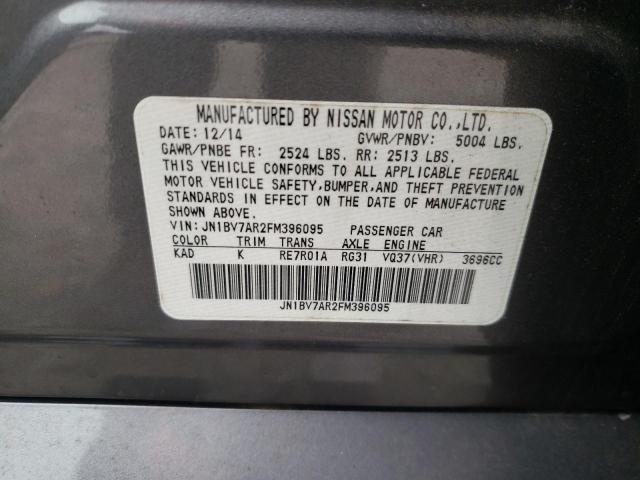 MANUFACTURED BY NISSAN MOTOR CO.,LTD.
DATE: 12/14 GVWR/PNBV: 5004 LBS.
GAWR/PNBE FR: 2524 LBS. RR: 2513 LBS.
THIS VEHICLE CONFORMS TO ALL APPLICABLE FEDERAL
MOTOR VEHICLE SAFETY, BUMPER, AND THEFT PREVENTION
STANDARDS IN EFFECT ON THE DATE OF MANUFACTURE
SHOWN ABOVE.
VIN: JN1BV7AR2FM396095 PASSENGER CAR
COLOR TRIM TRANS AXLE ENGINE
KAD K RE7R01A RG31 VQ37(VHR) 3696CC
JN1BV7AR2FM396095